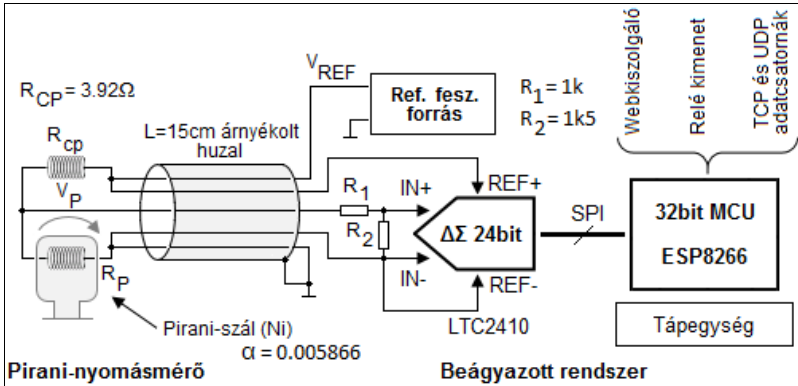 R_CP = 3.92Ω
V_REF
Ref. fesz.
forrás
R_1 = 1k
R_2 = 1k5
Webkiszolgáló
Relé kimenet
TCP és UDP
adatcsatornák
L=15cm árnyékolt
huzal
R_cp
V_P
R_1
R_2
IN+
IN-
REF+
REF-
ΔΣ 24bit
LTC2410
SPI
32bit MCU
ESP8266
R_P
Pirani-szál (Ni)
α = 0.005866
Tápegység
Pirani-nyomásmérő
Beágyazott rendszer